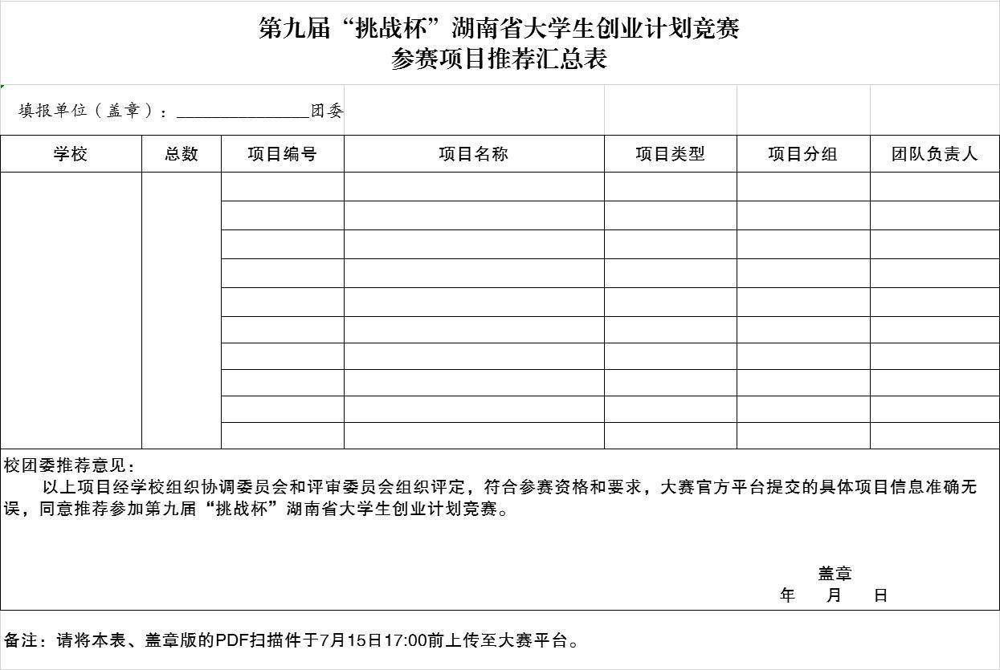 第九届“挑战杯”湖南省大学生创业计划竞赛
参赛项目推荐汇总表
填报单位（盖章）：_______________团委
学校 总数 项目编号 项目名称 项目类型 项目分组 团队负责人
校团委推荐意见：
以上项目经学校组织协调委员会和评审委员会组织评定，符合参赛资格和要求，大赛官方平台提交的具体项目信息准确无
误，同意推荐参加第九届“挑战杯”湖南省大学生创业计划竞赛。
盖章
年 月 日
备注：请将本表、盖章版的PDF扫描件于7月15日17:00前上传至大赛平台。